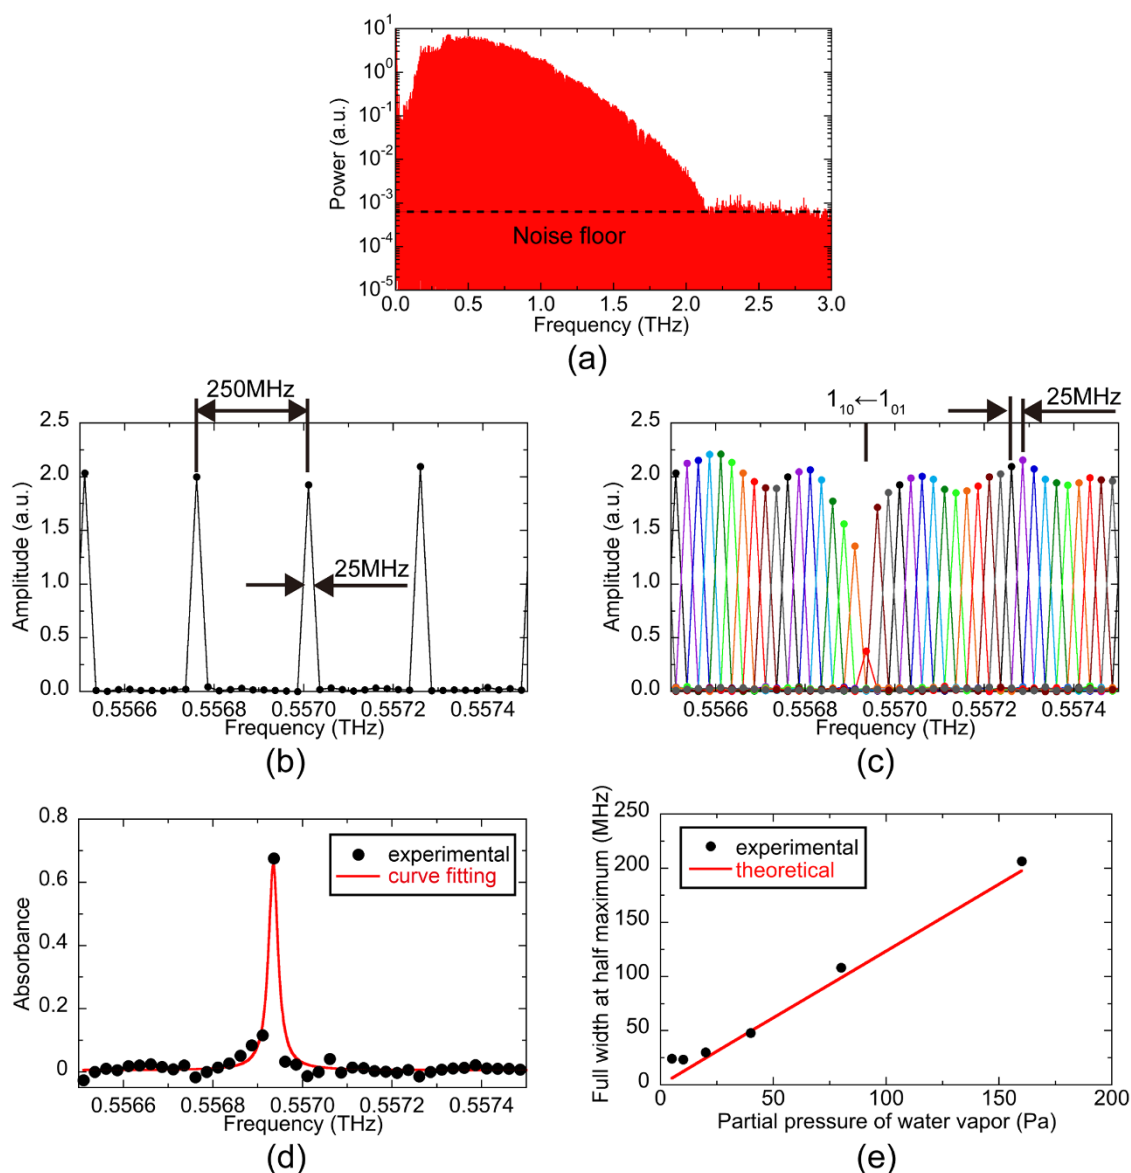 10¹
10⁰
10⁻¹
10⁻²
10⁻³
10⁻⁴
10⁻⁵
Power (a.u.)
Noise floor
0.0 0.5 1.0 1.5 2.0 2.5 3.0
Frequency (THz)
(a)
250MHz
25MHz
2.5
2.0
1.5
1.0
0.5
0.0
Amplitude (a.u.)
0.5566 0.5568 0.5570 0.5572 0.5574
Frequency (THz)
(b)
1₁₀←1₀₁
25MHz
2.5
2.0
1.5
1.0
0.5
0.0
Amplitude (a.u.)
0.5566 0.5568 0.5570 0.5572 0.5574
Frequency (THz)
(c)
0.8
0.6
0.4
0.2
0
Absorbance
experimental
curve fitting
0.5566 0.5568 0.5570 0.5572 0.5574
Frequency (THz)
(d)
250
200
150
100
50
0
Full width at half maximum (MHz)
experimental
theoretical
0 50 100 150 200
Partial pressure of water vapor (Pa)
(e)